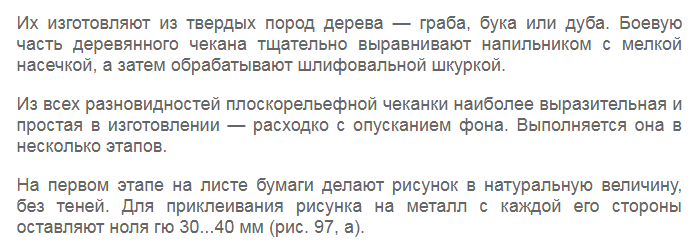 Их изготовляют из твердых пород дерева — граба, бука или дуба. Боевую
часть деревянного чекана тщательно выравнивают напильником с мелкой
насечкой, а затем обрабатывают шлифовальной шкуркой.
Из всех разновидностей плоскорельефной чеканки наиболее выразительная и
простая в изготовлении — расходко с опусканием фона. Выполняется она в
несколько этапов.
На первом этапе на листе бумаги делают рисунок в натуральную величину,
без теней. Для приклеивания рисунка на металл с каждой его стороны
оставляют ноля гю 30...40 мм (рис. 97, а).